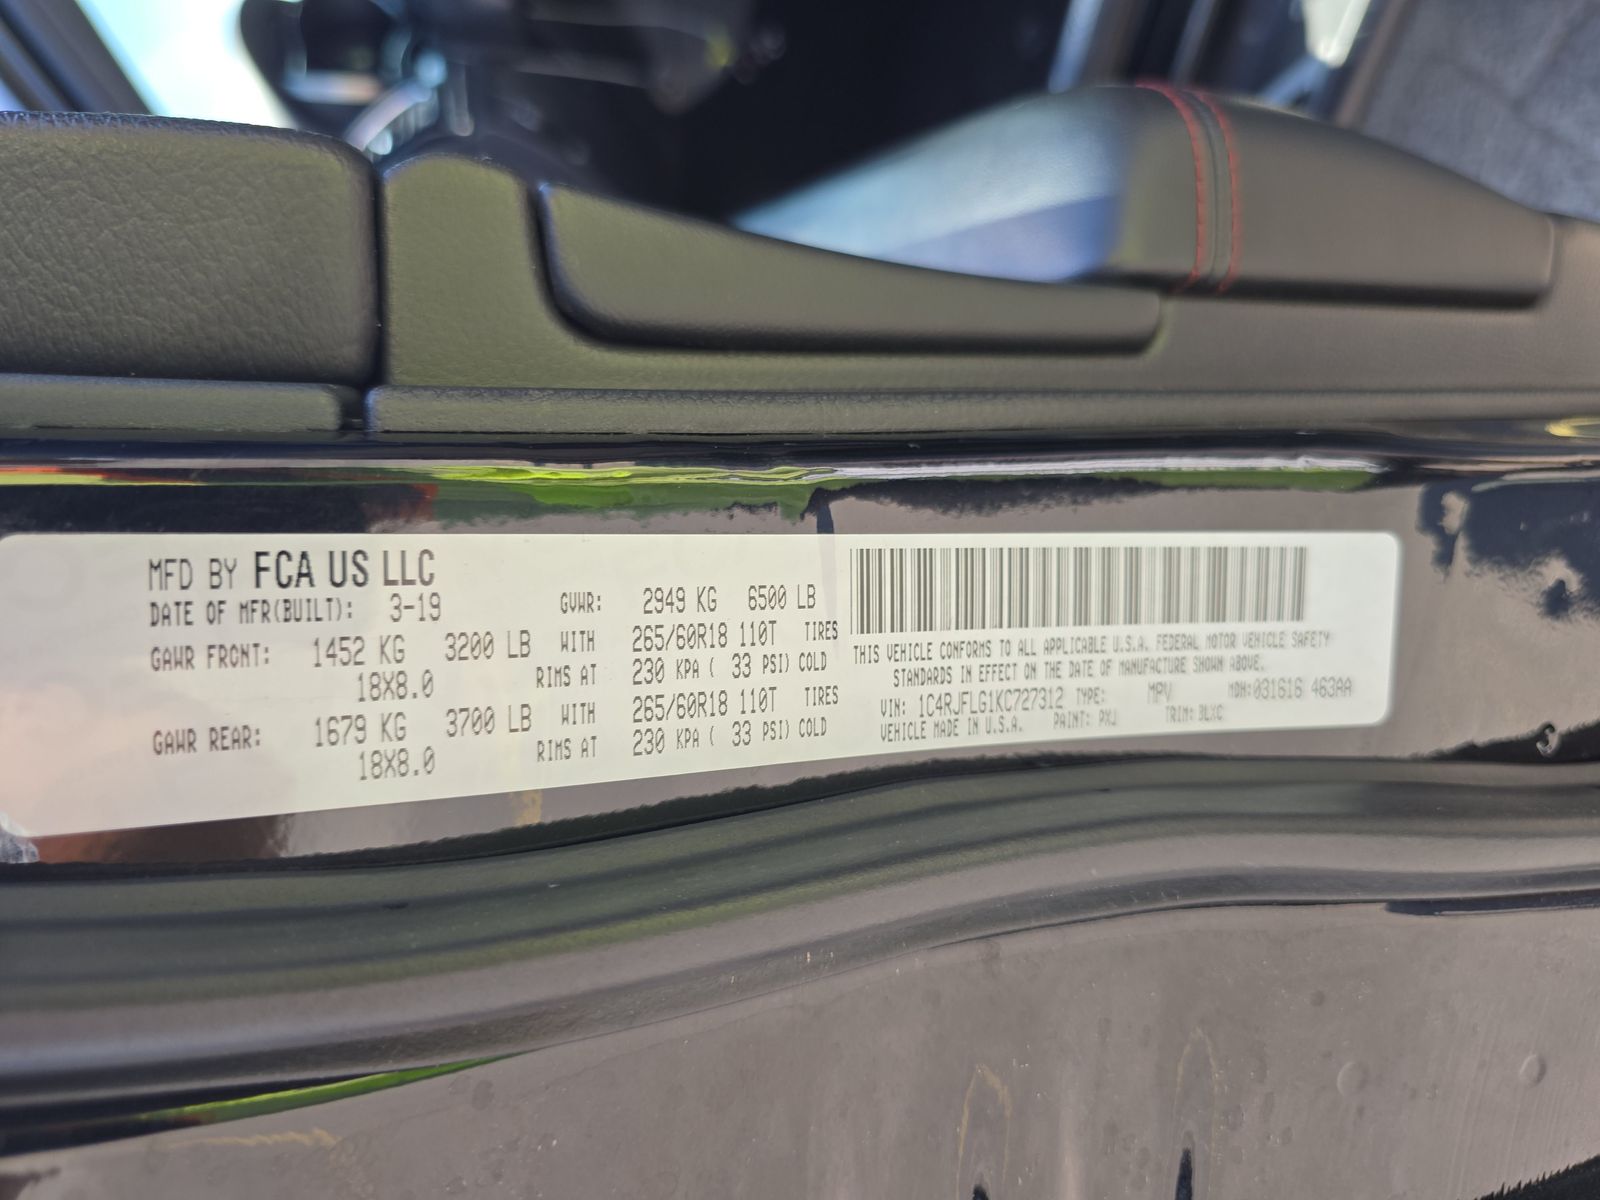 MFD BY FCA US LLC
DATE OF MFR(BUILT): 3-19
GVWR: 2949 KG 6500 LB
GAWR FRONT: 1452 KG 3200 LB WITH 265/60R18 110T TIRES
18X8.0 RIMS AT 230 KPA ( 33 PSI) COLD
GAWR REAR: 1679 KG 3700 LB WITH 265/60R18 110T TIRES
18X8.0 RIMS AT 230 KPA ( 33 PSI) COLD
THIS VEHICLE CONFORMS TO ALL APPLICABLE U.S.A. FEDERAL MOTOR VEHICLE SAFETY
STANDARDS IN EFFECT ON THE DATE OF MANUFACTURE SHOWN ABOVE.
VIN: 1C4RJFLG1KC727312 TYPE: MPV MDH:031616 463AA
VEHICLE MADE IN U.S.A. PAINT: PXJ TRIM: